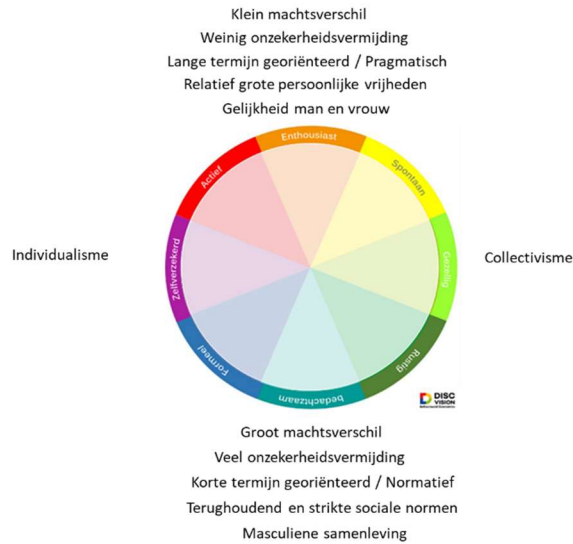 Klein machtsverschil
Weinig onzekerheidsvermijding
Lange termijn georiënteerd / Pragmatisch
Relatief grote persoonlijke vrijheden
Gelijkheid man en vrouw
Enthousiast
Actief
Spontaan
Individualisme
Zelfverzekerd
Gezellig
Collectivisme
Formeel
Rustig
bedachtzaam
DISC
VISION
Groot machtsverschil
Veel onzekerheidsvermijding
Korte termijn georiënteerd / Normatief
Terughoudend en strikte sociale normen
Masculiene samenleving